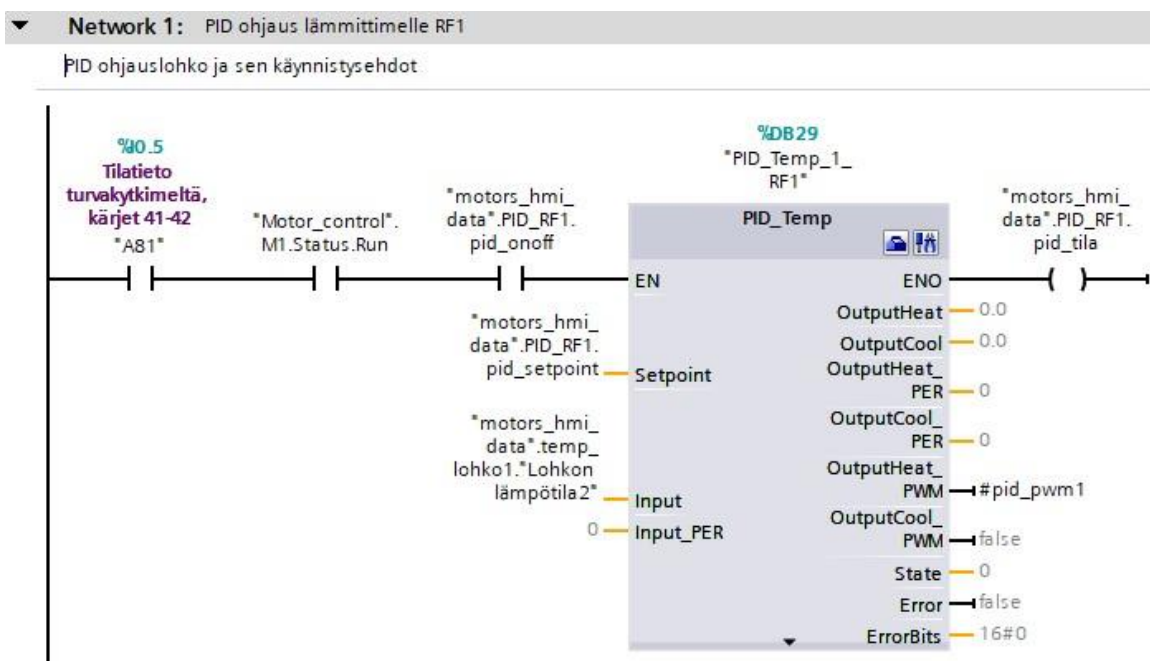 Network 1: PID ohjaus lämmittimelle RF1
PID ohjauslohko ja sen käynnistysehdot
%I0.5
Tilatieto
turvakytkimeltä,
kärjet 41-42
"A81"
"Motor_control".
M1.Status.Run
"motors_hmi_
data".PID_RF1.
pid_onoff
%DB29
"PID_Temp_1_
RF1"
PID_Temp
"motors_hmi_
data".PID_RF1.
pid_tila
EN
ENO
"motors_hmi_
data".PID_RF1.
pid_setpoint
Setpoint
"motors_hmi_
data".temp_
lohko1."Lohkon
lämpötila2"
Input
0
Input_PER
OutputHeat
0.0
OutputCool
0.0
OutputHeat_
PER
0
OutputCool_
PER
0
OutputHeat_
PWM
#pid_pwm1
OutputCool_
PWM
false
State
0
Error
false
ErrorBits
16#0